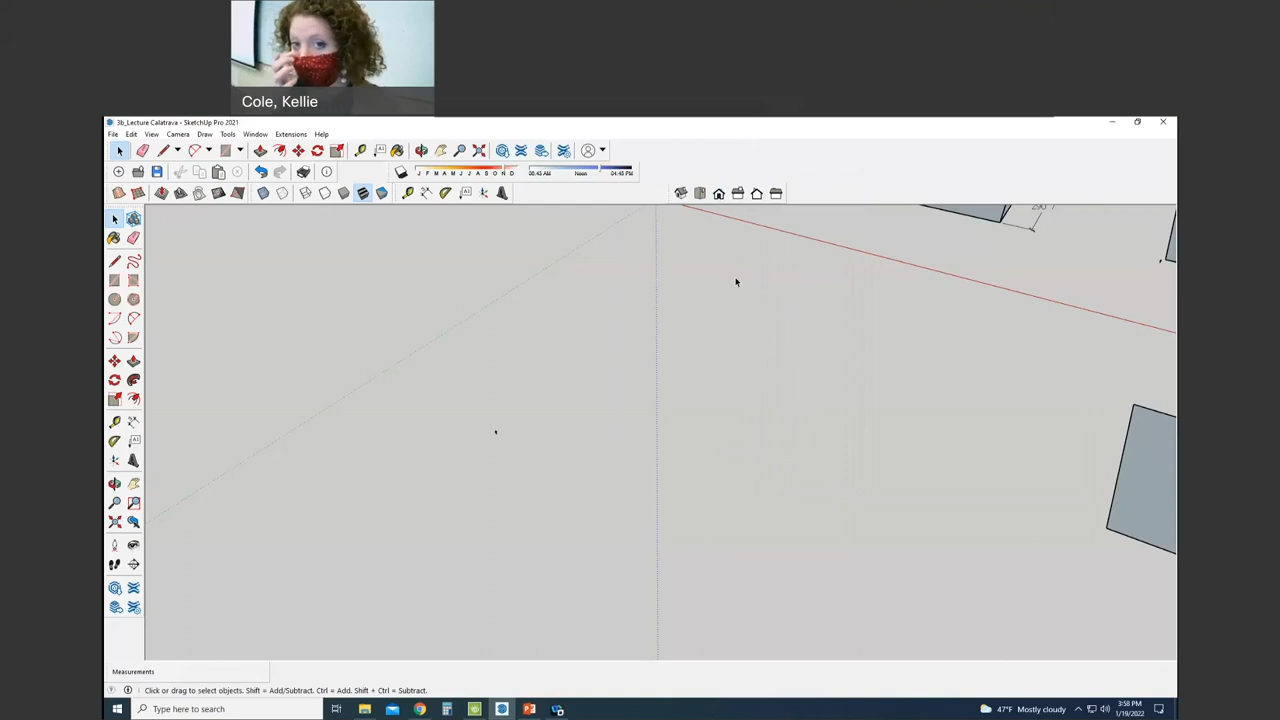 Cole, Kellie
3b_Lecture Calatrava - SketchUp Pro 2021
File Edit View Camera Draw Tools Window Extensions Help
J F M A M J J A S O N D 06:43 AM Noon 04:46 PM
Measurements
Click or drag to select objects. Shift = Add/Subtract. Ctrl = Add. Shift + Ctrl = Subtract.
Type here to search
47°F Mostly cloudy
3:58 PM
1/19/2022